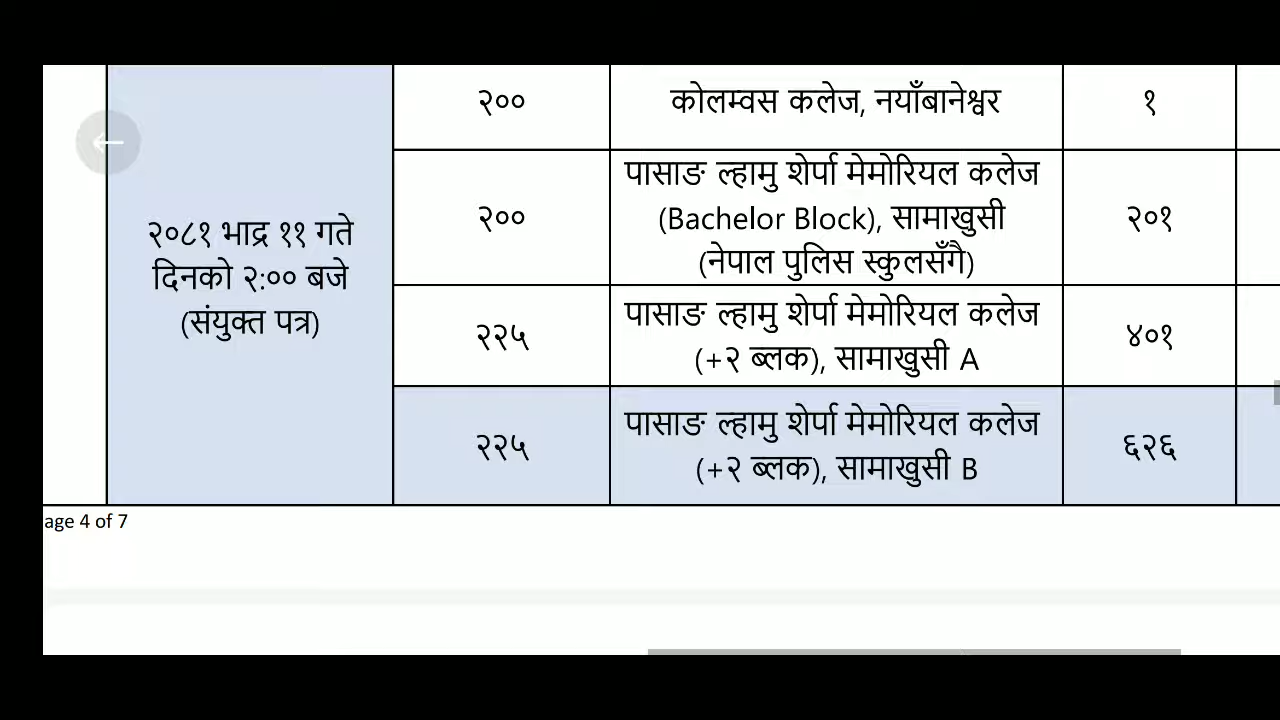 २०० कोलम्वस कलेज, नयाँबानेश्वर १
२०८१ भाद्र ११ गते
दिनको २:०० बजे
(संयुक्त पत्र)
२०० पासाङ ल्हामु शेर्पा मेमोरियल कलेज
(Bachelor Block), सामाखुसी
(नेपाल पुलिस स्कुलसँगै) २०१
२२५ पासाङ ल्हामु शेर्पा मेमोरियल कलेज
(+२ ब्लक), सामाखुसी A ४०१
२२५ पासाङ ल्हामु शेर्पा मेमोरियल कलेज
(+२ ब्लक), सामाखुसी B ६२६
age 4 of 7